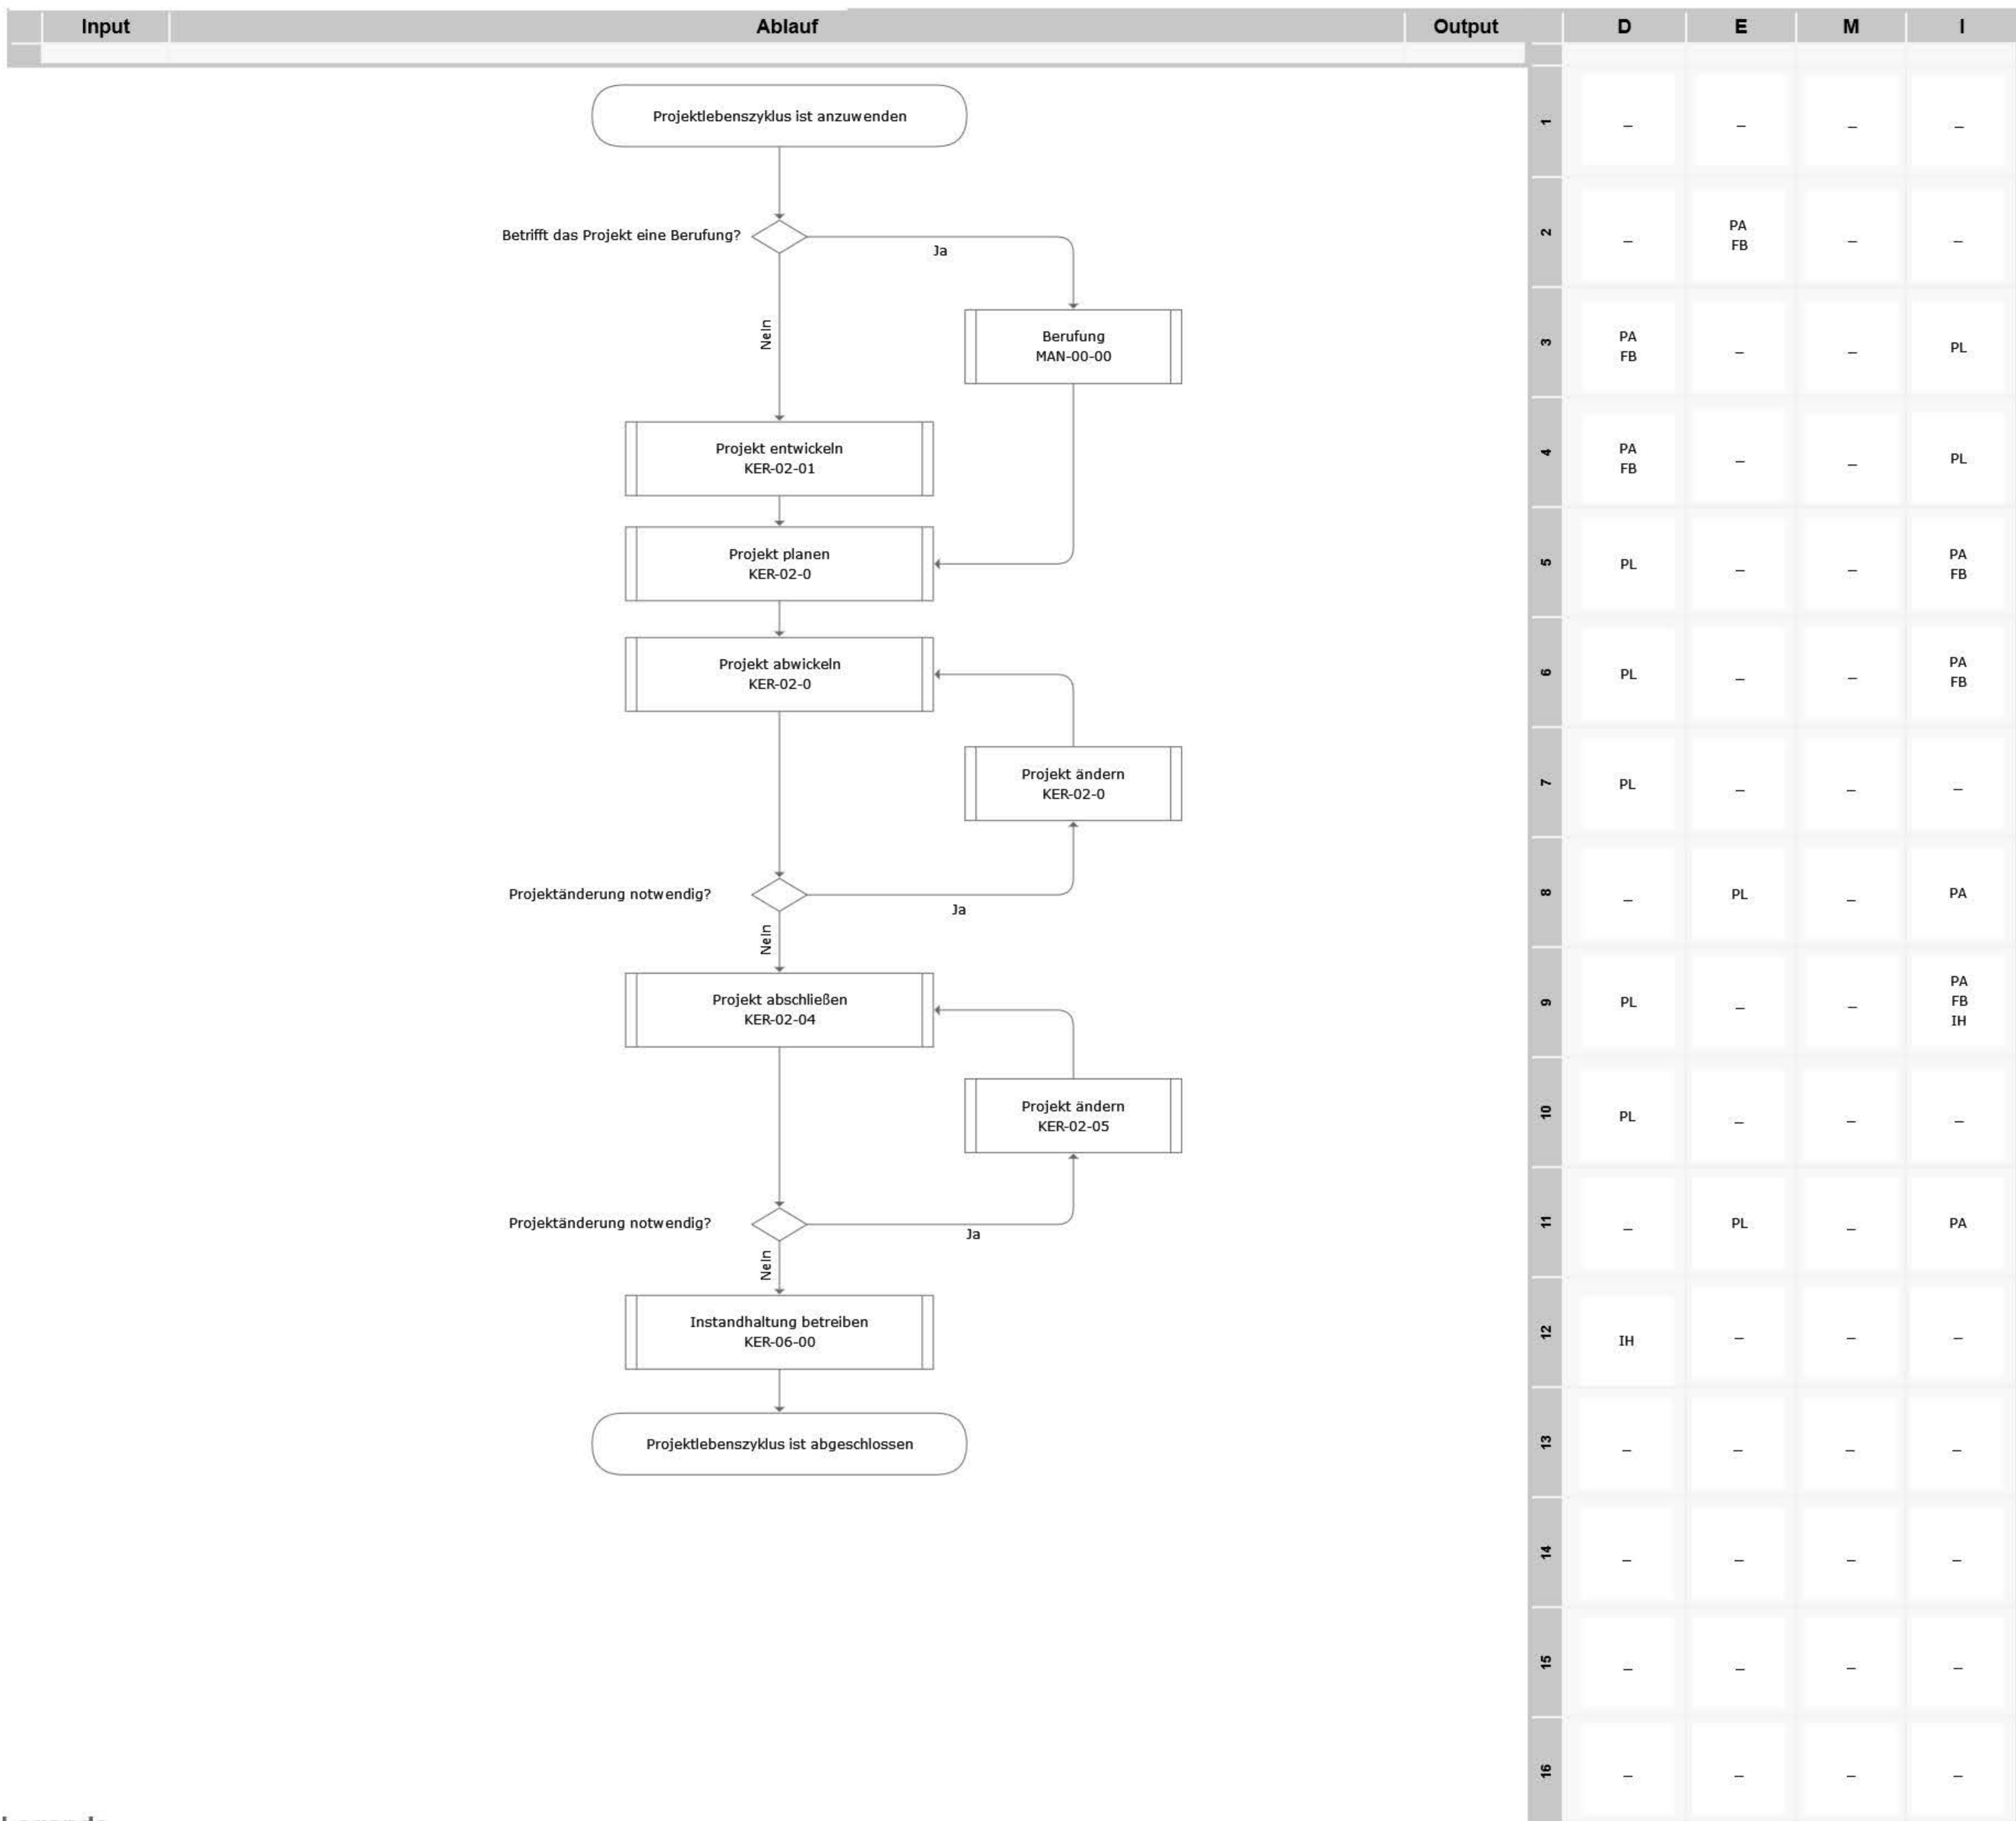 Input Ablauf Output D E M I
Projektlebenszyklus ist anzuwenden
1 _ _ _ _
Betrifft das Projekt eine Berufung?
Ja
2 _ PA FB _ _
Nein
Berufung
MAN-00-00
3 PA FB _ _ PL
Projekt entwickeln
KER-02-01
4 PA FB _ _ PL
Projekt planen
KER-02-0
5 PL _ _ PA FB
Projekt abwickeln
KER-02-0
6 PL _ _ PA FB
Projekt ändern
KER-02-0
7 PL _ _ _
Projektänderung notwendig?
Ja
8 _ PL _ PA
Nein
Projekt abschließen
KER-02-04
9 PL _ _ PA FB IH
Projekt ändern
KER-02-05
10 PL _ _ _
Projektänderung notwendig?
Ja
11 _ PL _ PA
Nein
Instandhaltung betreiben
KER-06-00
12 IH _ _ _
Projektlebenszyklus ist abgeschlossen
13 _ _ _ _
14 _ _ _ _
15 _ _ _ _
16 _ _ _ _